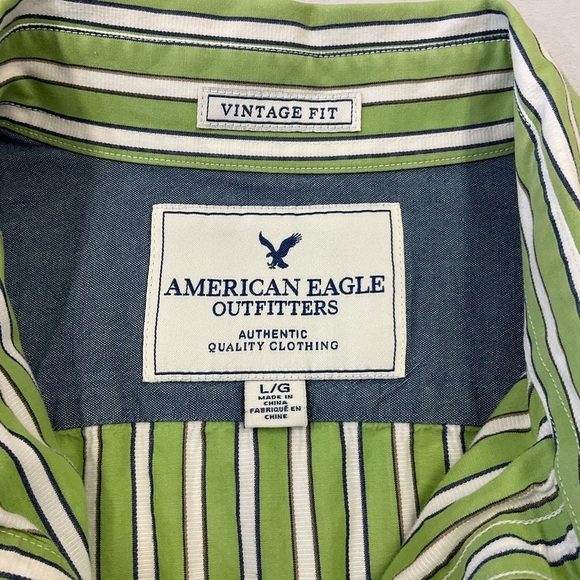 VINTAGE FIT
AMERICAN EAGLE
OUTFITTERS
AUTHENTIC
QUALITY CLOTHING
L/G
MADE IN
CHINA
FABRIQUÉ EN
CHINE